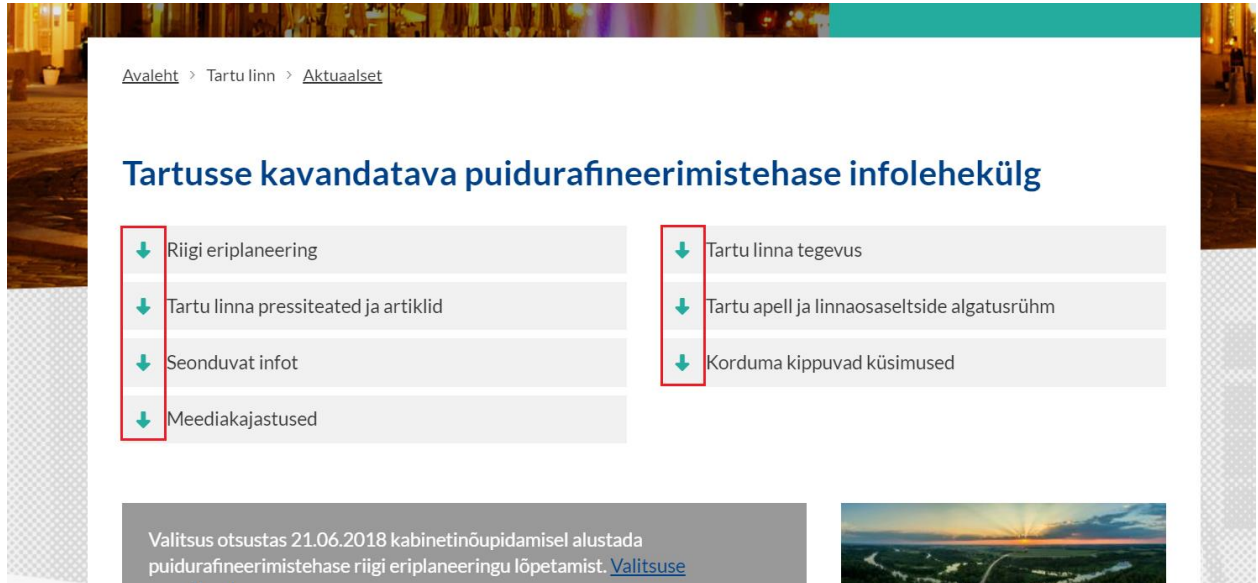 Avaleht > Tartu linn > Aktuaalset
Tartusse kavandatava puidurafineerimistehase infolehekülg
Riigi eriplaneering
Tartu linna pressiteated ja artiklid
Seonduvat infot
Meediakajastused
Tartu linna tegevus
Tartu apell ja linnaosaseltside algatusrühm
Korduma kippuvad küsimused
Valitsus otsustas 21.06.2018 kabinetinõupidamisel alustada
puidurafineerimistehase riigi eriplaneeringu lõpetamist. Valitsuse